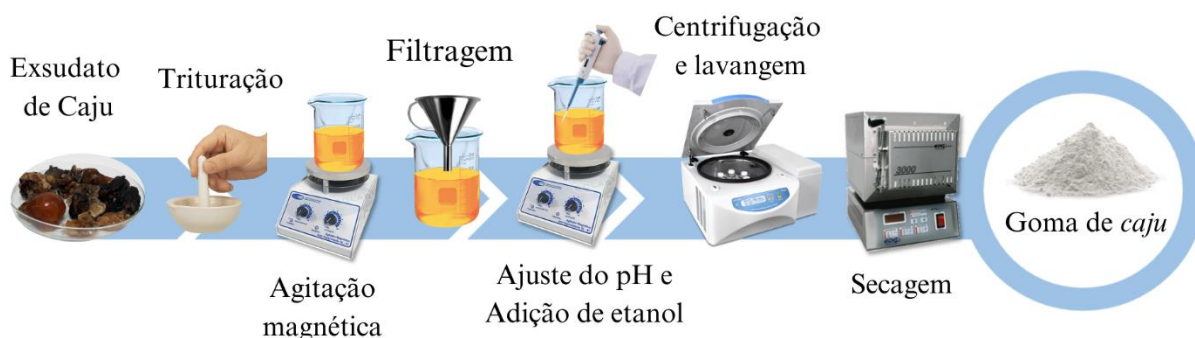 Exsudato
de Caju
Trituração
Agitação
magnética
Filtragem
Ajuste do pH e
Adição de etanol
Centrifugação
e lavangem
3000
Secagem
Goma de caju